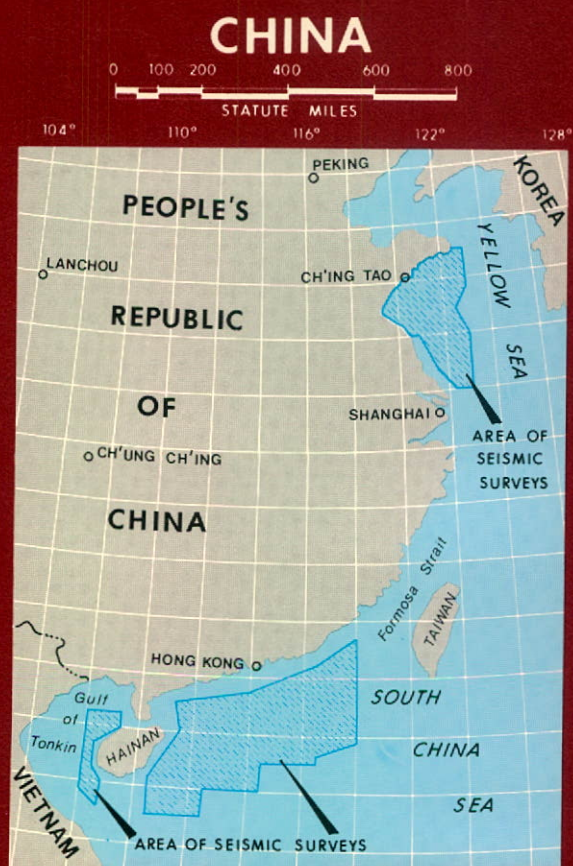 CHINA
0 100 200 400 600 800
STATUTE MILES
104° 110° 116° 122° 128°
PEKING
KOREA
PEOPLE'S
YELLOW
SEA
LANCHOU
CH'ING TAO
REPUBLIC
OF
SHANGHAI
AREA OF
SEISMIC
SURVEYS
CH'UNG CH'ING
CHINA
Formosa Strait
TAIWAN
HONG KONG
Gulf
of
Tonkin
HAINAN
SOUTH
CHINA
SEA
VIETNAM
AREA OF SEISMIC SURVEYS